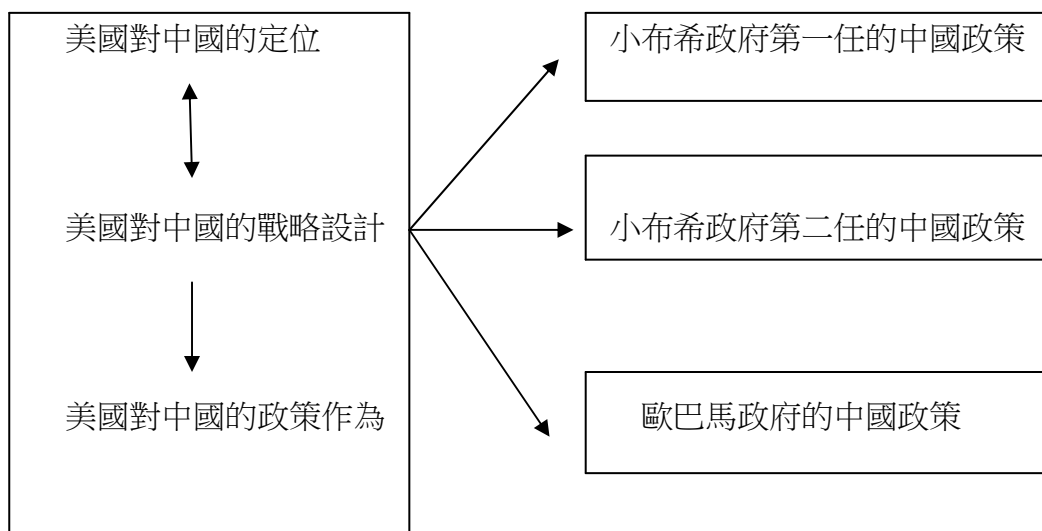 美國對中國的定位
小布希政府第一任的中國政策
美國對中國的戰略設計
小布希政府第二任的中國政策
美國對中國的政策作為
歐巴馬政府的中國政策